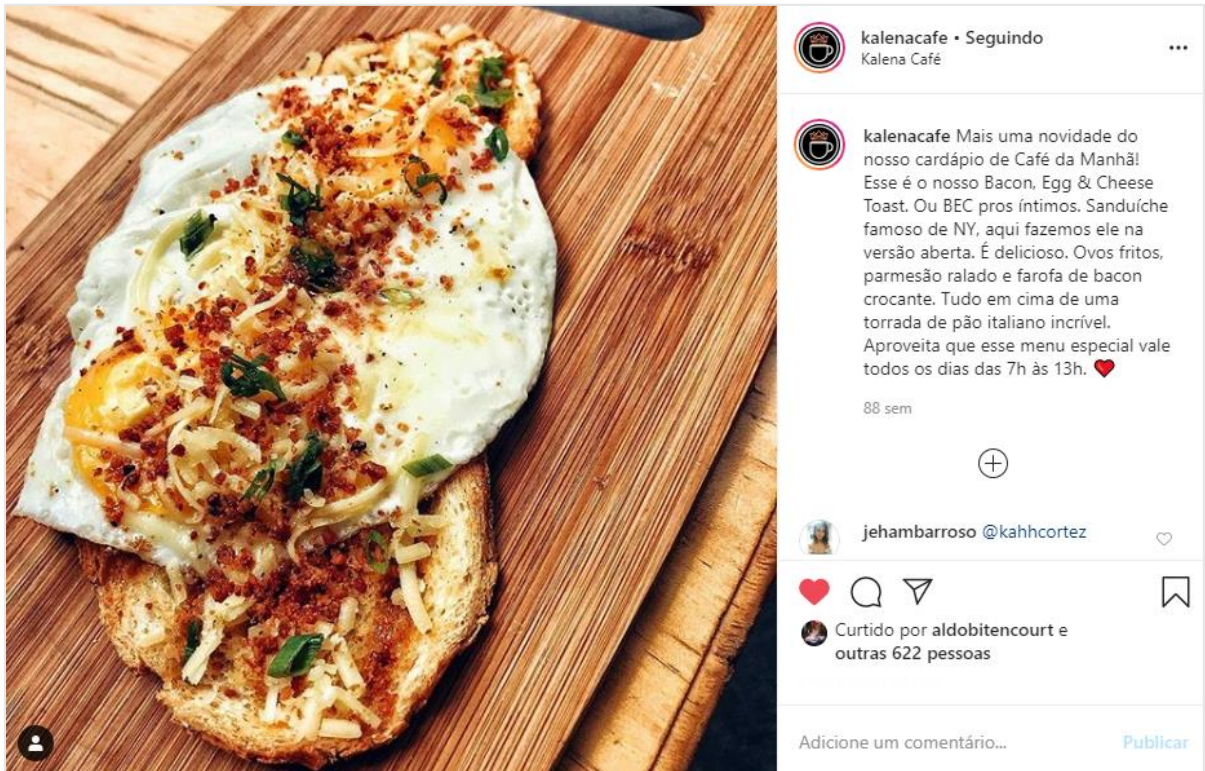 kalenacafe • Seguindo
Kalena Café
kalenacafe Mais uma novidade do
nosso cardápio de Café da Manhã!
Esse é o nosso Bacon, Egg & Cheese
Toast. Ou BEC pros íntimos. Sanduíche
famoso de NY, aqui fazemos ele na
versão aberta. É delicioso. Ovos fritos,
parmesão ralado e farofa de bacon
crocante. Tudo em cima de uma
torrada de pão italiano incrível.
Aproveita que esse menu especial vale
todos os dias das 7h às 13h. ❤
88 sem
jehambarroso @kahhcortez
Curtido por aldobitencourt e
outras 622 pessoas
Adicione um comentário... Publicar